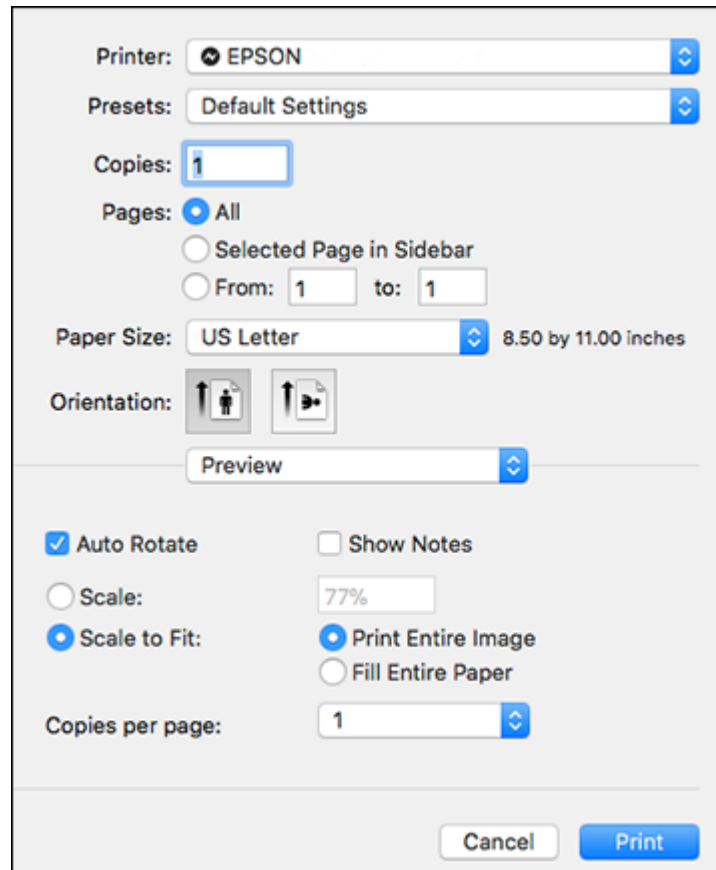 Printer: EPSON
Presets: Default Settings
Copies: 1
Pages: All
Selected Page in Sidebar
From: 1 to: 1
Paper Size: US Letter 8.50 by 11.00 inches
Orientation:
Preview
Auto Rotate Show Notes
Scale: 77%
Scale to Fit: Print Entire Image
Fill Entire Paper
Copies per page: 1
Cancel Print